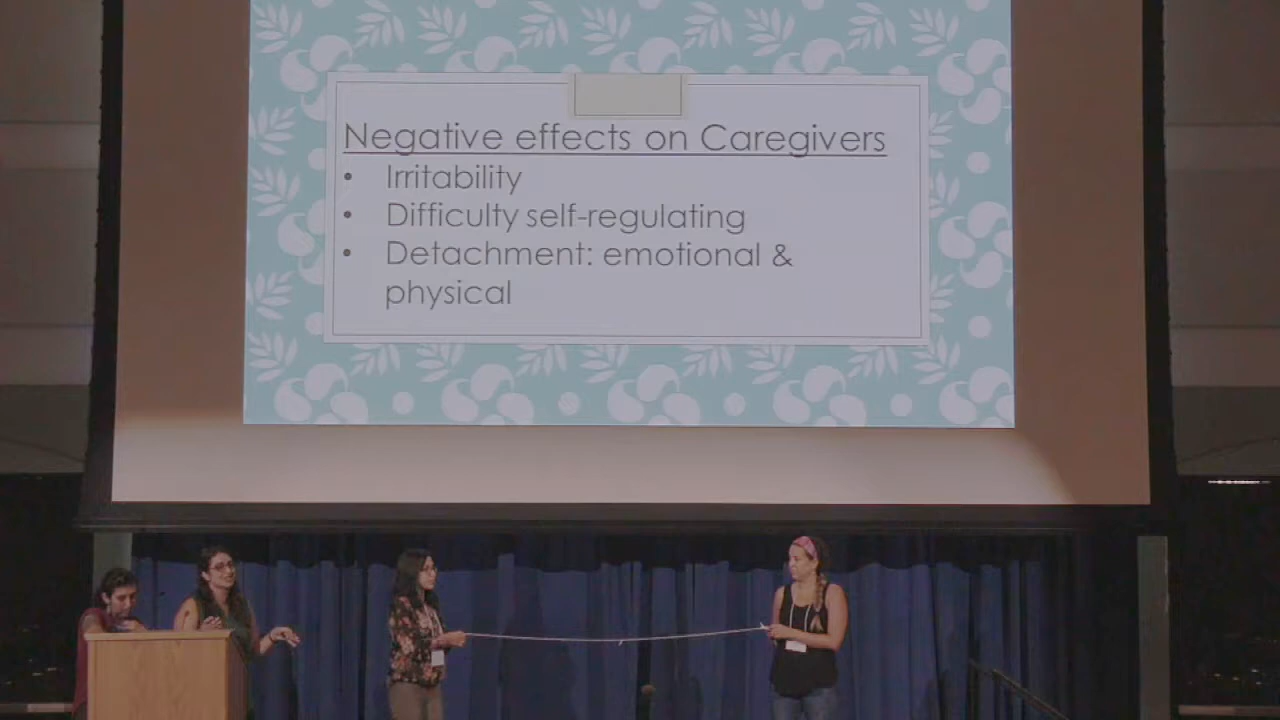 Negative effects on Caregivers
• Irritability
• Difficulty self-regulating
• Detachment: emotional &
physical